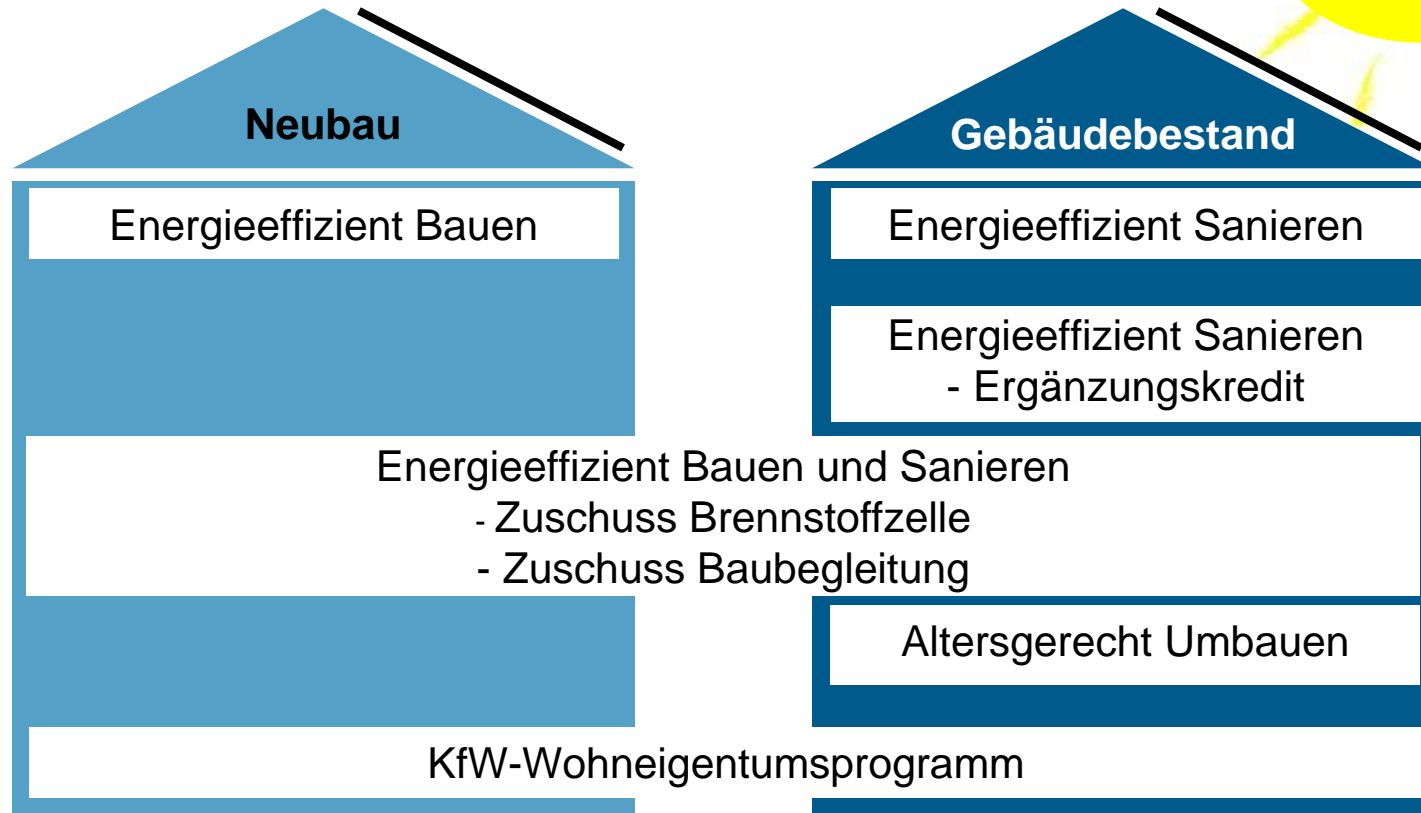 Neubau
Gebäudebestand
Energieeffizient Bauen
Energieeffizient Sanieren
Energieeffizient Sanieren
- Ergänzungskredit
Energieeffizient Bauen und Sanieren
- Zuschuss Brennstoffzelle
- Zuschuss Baubegleitung
Altersgerecht Umbauen
KfW-Wohneigentumsprogramm